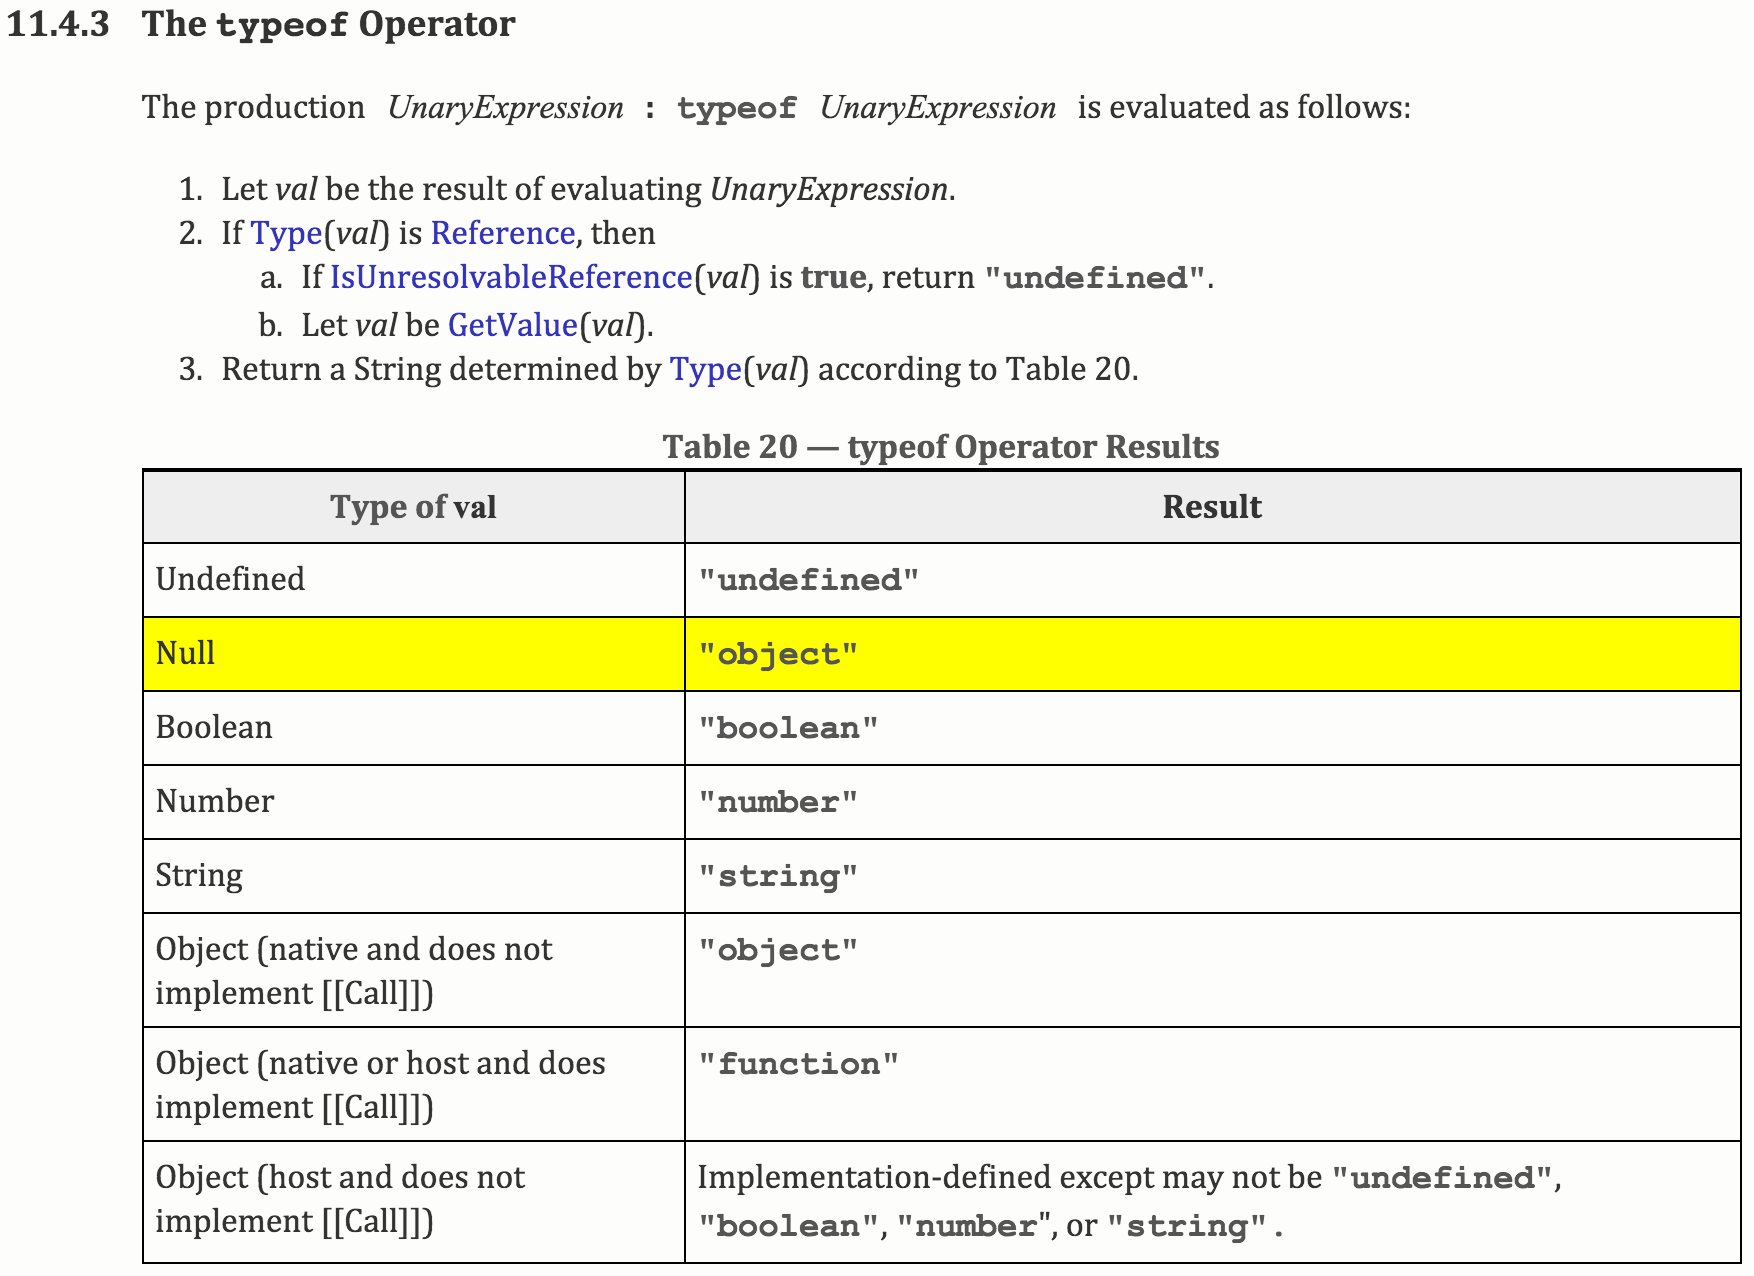 11.4.3 The typeof Operator
The production UnaryExpression : typeof UnaryExpression is evaluated as follows:
1. Let val be the result of evaluating UnaryExpression.
2. If Type(val) is Reference, then
a. If IsUnresolvableReference(val) is true, return "undefined".
b. Let val be GetValue(val).
3. Return a String determined by Type(val) according to Table 20.
Table 20 — typeof Operator Results
Type of val Result
Undefined "undefined"
Null "object"
Boolean "boolean"
Number "number"
String "string"
Object (native and does not "object"
implement [[Call]])
Object (native or host and does "function"
implement [[Call]])
Object (host and does not Implementation-defined except may not be "undefined",
implement [[Call]]) "boolean", "number", or "string".